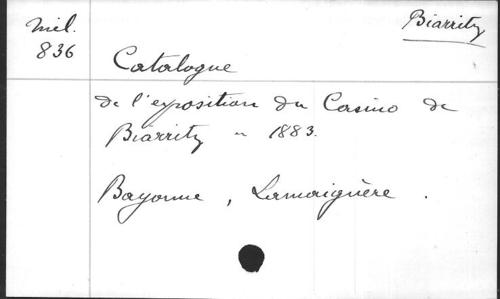 Mil.
836
Biarritz
Catalogue
de l'exposition du Casino de
Biarritz " 1883.
Bayonne, Lamaignère.